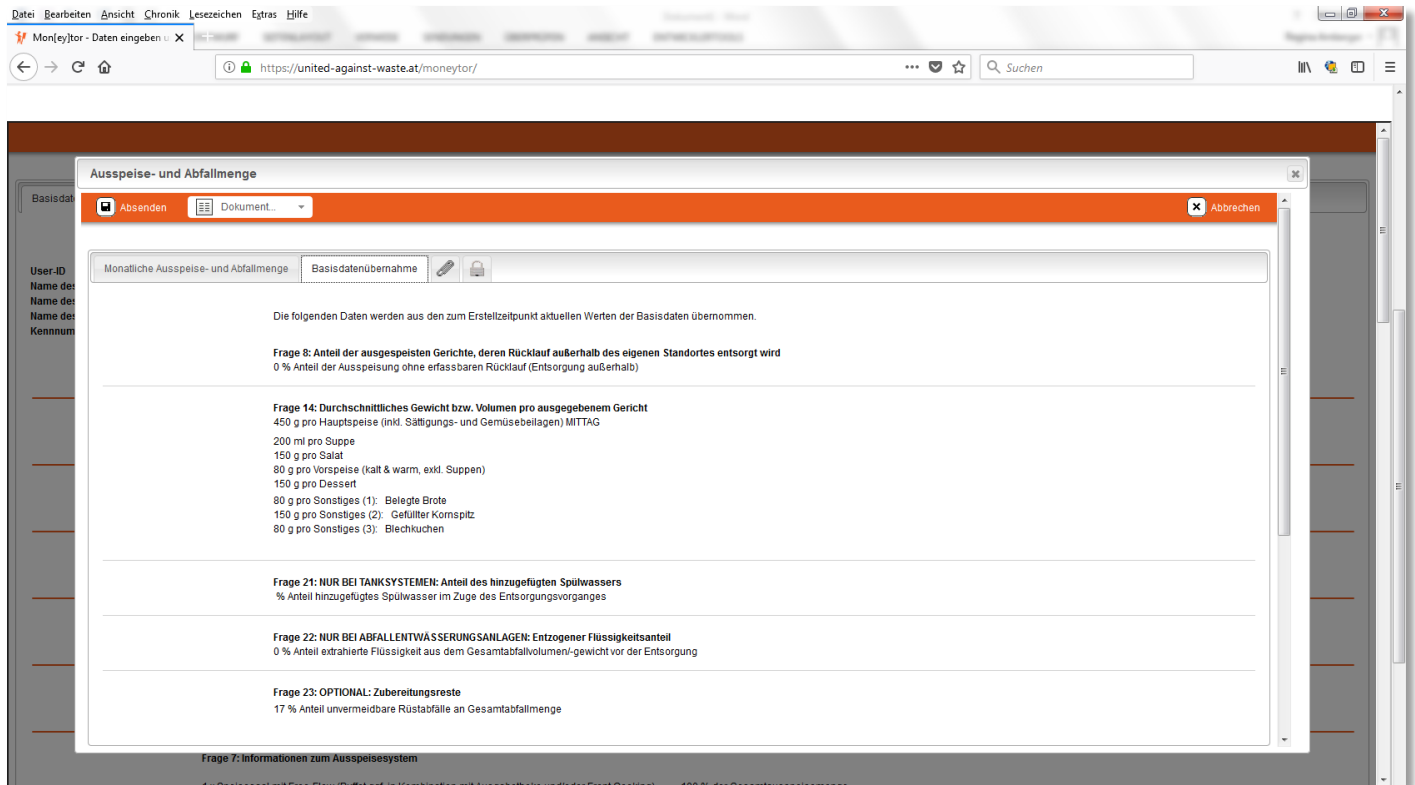 Datei Bearbeiten Ansicht Chronik Lesezeichen Extras Hilfe
Mon[ey]tor - Daten eingeben u
https://united-against-waste.at/moneytor/
Suchen
Ausspeise- und Abfallmenge
Basisdat
Absenden Dokument... Abbrechen
Monatliche Ausspeise- und Abfallmenge Basisdatenübernahme
User-ID
Name des
Name des
Name des
Kennnum
Die folgenden Daten werden aus den zum Erstellzeitpunkt aktuellen Werten der Basisdaten übernommen.
Frage 8: Anteil der ausgespeisten Gerichte, deren Rücklauf außerhalb des eigenen Standortes entsorgt wird
0 % Anteil der Ausspeisung ohne erfassbaren Rücklauf (Entsorgung außerhalb)
Frage 14: Durchschnittliches Gewicht bzw. Volumen pro ausgegebenem Gericht
450 g pro Hauptspeise (inkl. Sättigungs- und Gemüsebeilagen) MITTAG
200 ml pro Suppe
150 g pro Salat
80 g pro Vorspeise (kalt & warm, exkl. Suppen)
150 g pro Dessert
80 g pro Sonstiges (1): Belegte Brote
150 g pro Sonstiges (2): Gefüllter Kornspitz
80 g pro Sonstiges (3): Blechkuchen
Frage 21: NUR BEI TANKSYSTEMEN: Anteil des hinzugefügten Spülwassers
% Anteil hinzugefügtes Spülwasser im Zuge des Entsorgungsvorganges
Frage 22: NUR BEI ABFALLENTWÄSSERUNGSANLAGEN: Entzogener Flüssigkeitsanteil
0 % Anteil extrahierte Flüssigkeit aus dem Gesamtabfallvolumen/-gewicht vor der Entsorgung
Frage 23: OPTIONAL: Zubereitungsreste
17 % Anteil unvermeidbare Rüstabfälle an Gesamtabfallmenge
Frage 7: Informationen zum Ausspeisesystem